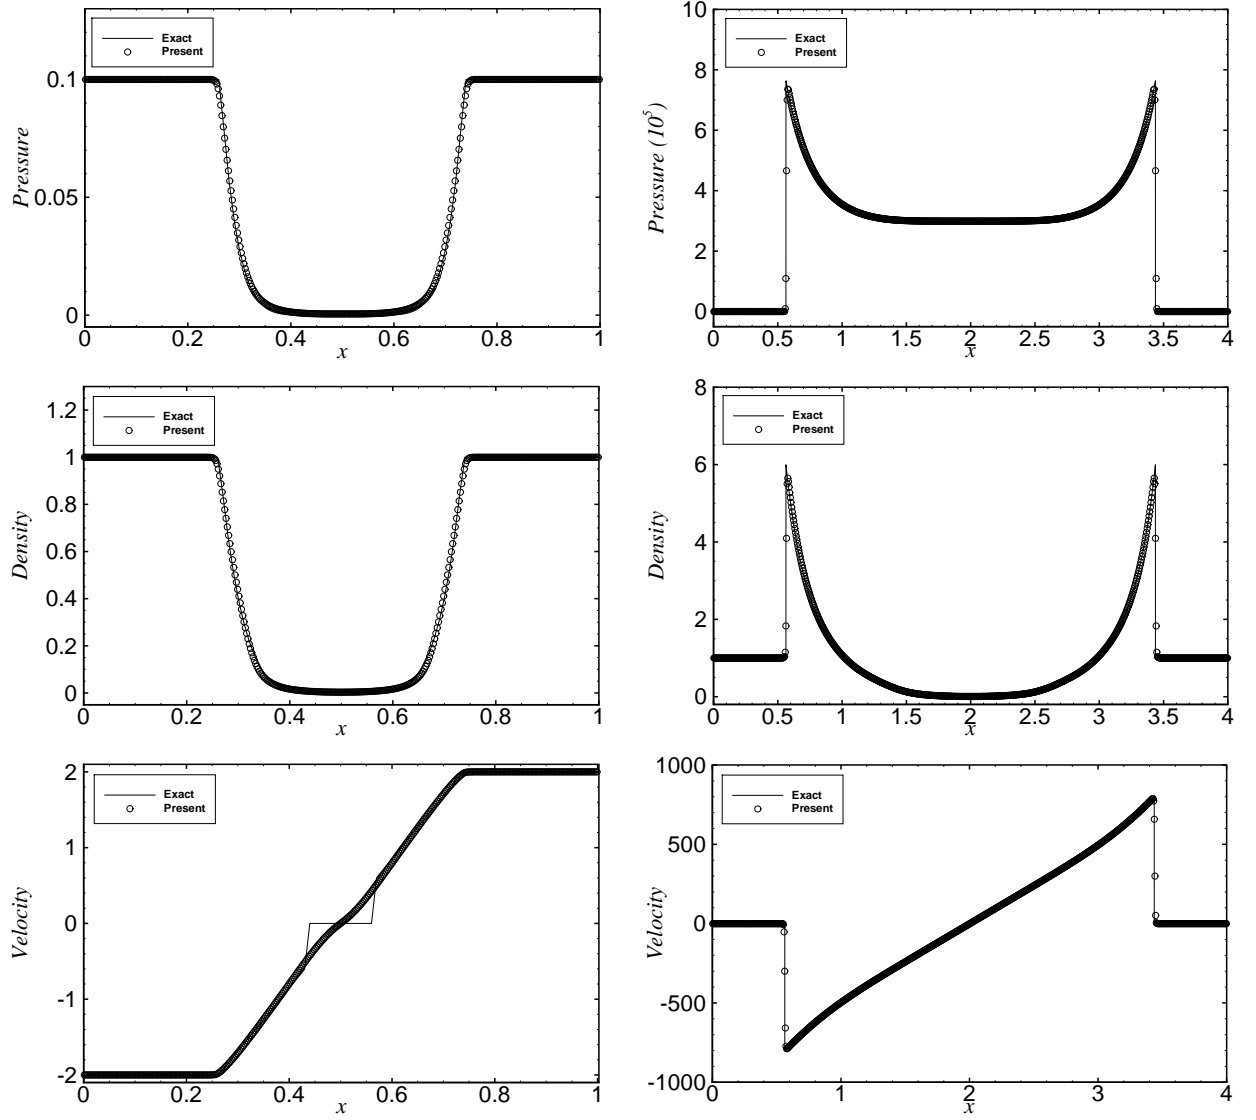 Exact
Present
0.1
0.05
0
Pressure
0 0.2 0.4 0.6 0.8 1
x
Exact
Present
10
8
6
4
2
0
Pressure (10^5)
0 0.5 1 1.5 2 2.5 3 3.5 4
x
Exact
Present
1.2
1
0.8
0.6
0.4
0.2
0
Density
0 0.2 0.4 0.6 0.8 1
x
Exact
Present
8
6
4
2
0
Density
0 0.5 1 1.5 2 2.5 3 3.5 4
x
Exact
Present
2
1
0
-1
-2
Velocity
0 0.2 0.4 0.6 0.8 1
x
Exact
Present
1000
500
0
-500
-1000
Velocity
0 1 2 3 4
x